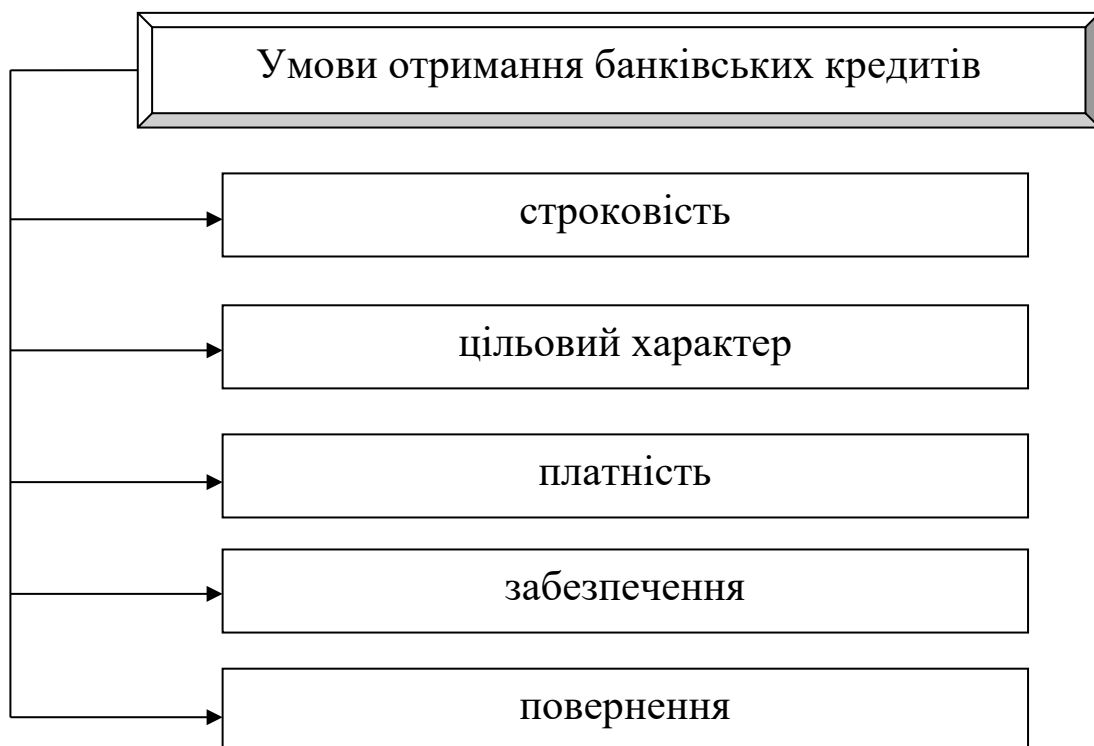 Умови отримання банківських кредитів
строковість
цільовий характер
платність
забезпечення
повернення